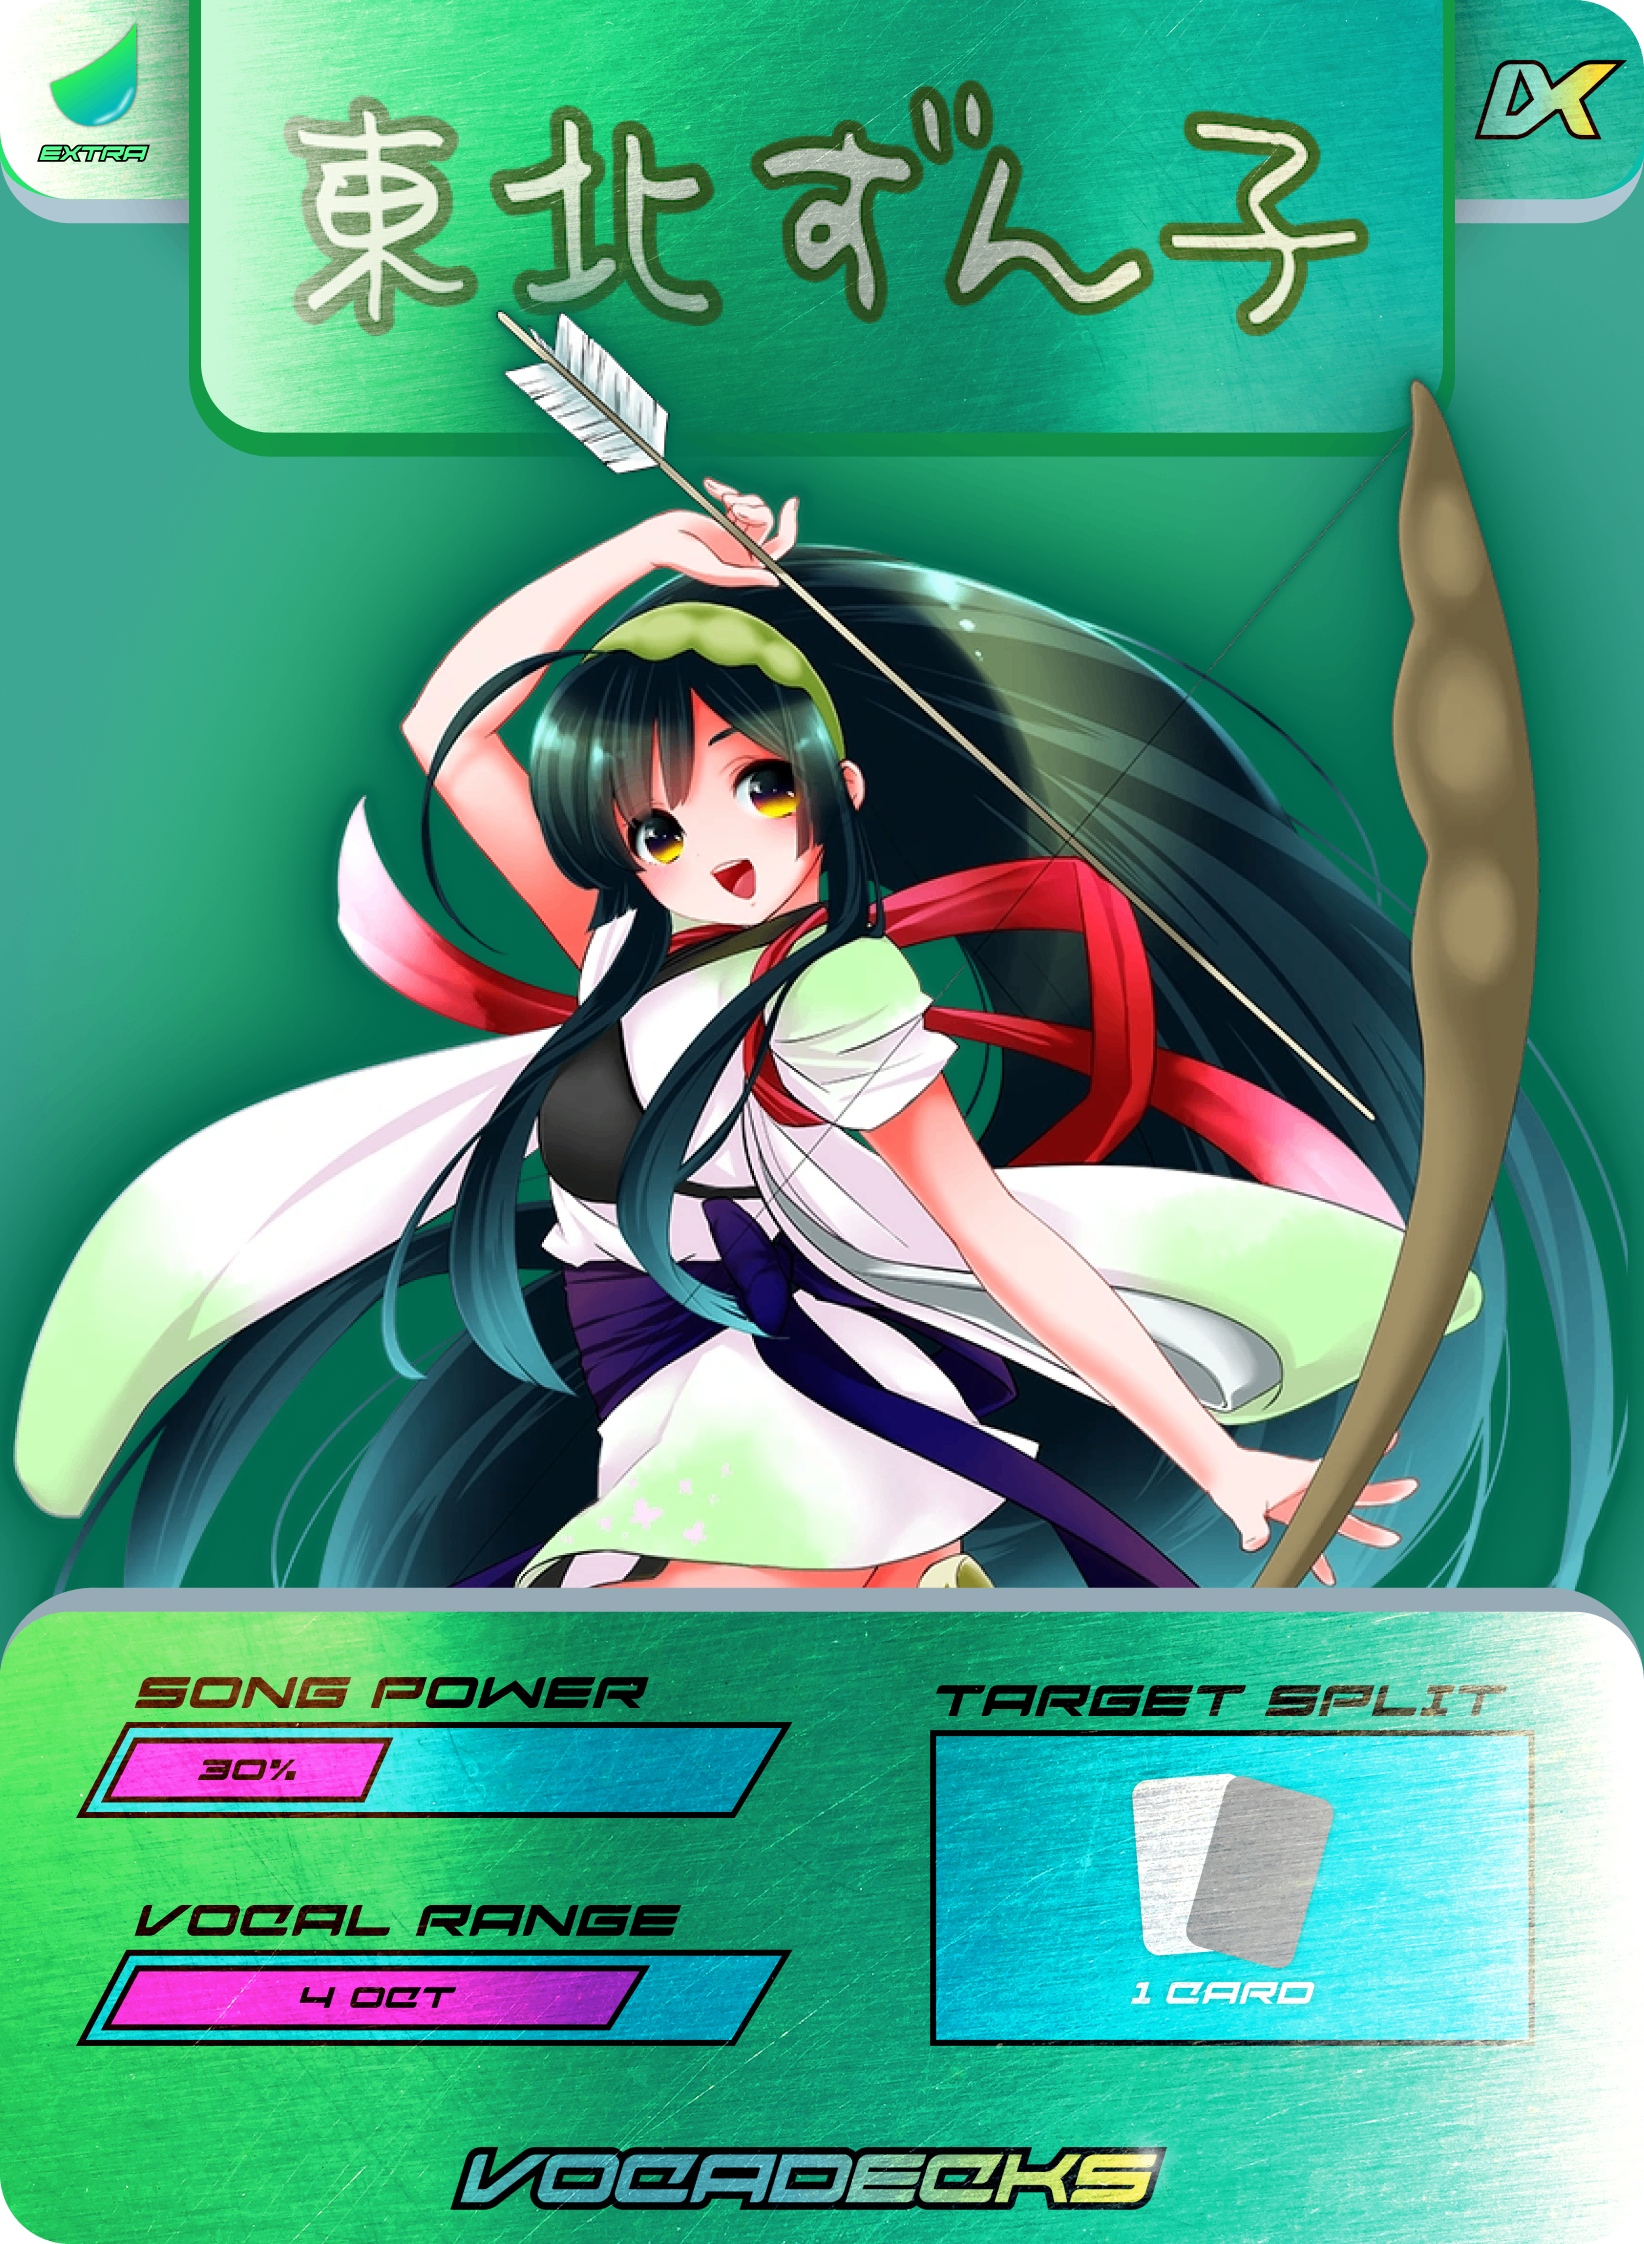 EXTRA
DX
東北ずん子
SONG POWER
30%
VOCAL RANGE
4 OCT
TARGET SPLIT
1 CARD
VOCADECKS